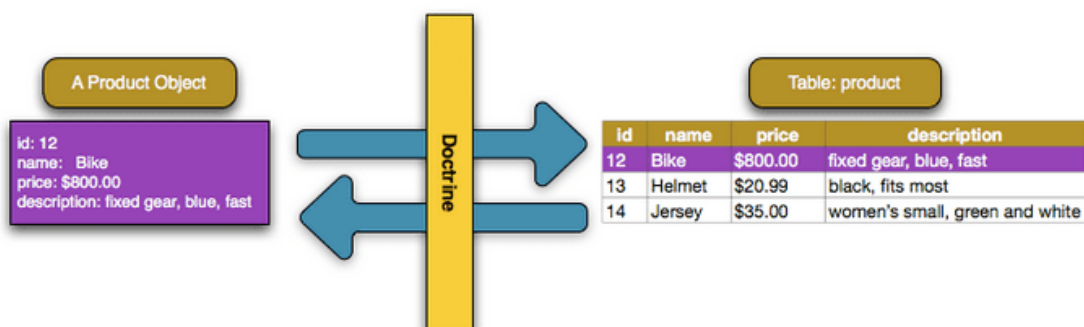 A Product Object
id: 12
name: Bike
price: $800.00
description: fixed gear, blue, fast
Doctrine
Table: product
id name price description
12 Bike $800.00 fixed gear, blue, fast
13 Helmet $20.99 black, fits most
14 Jersey $35.00 women's small, green and white